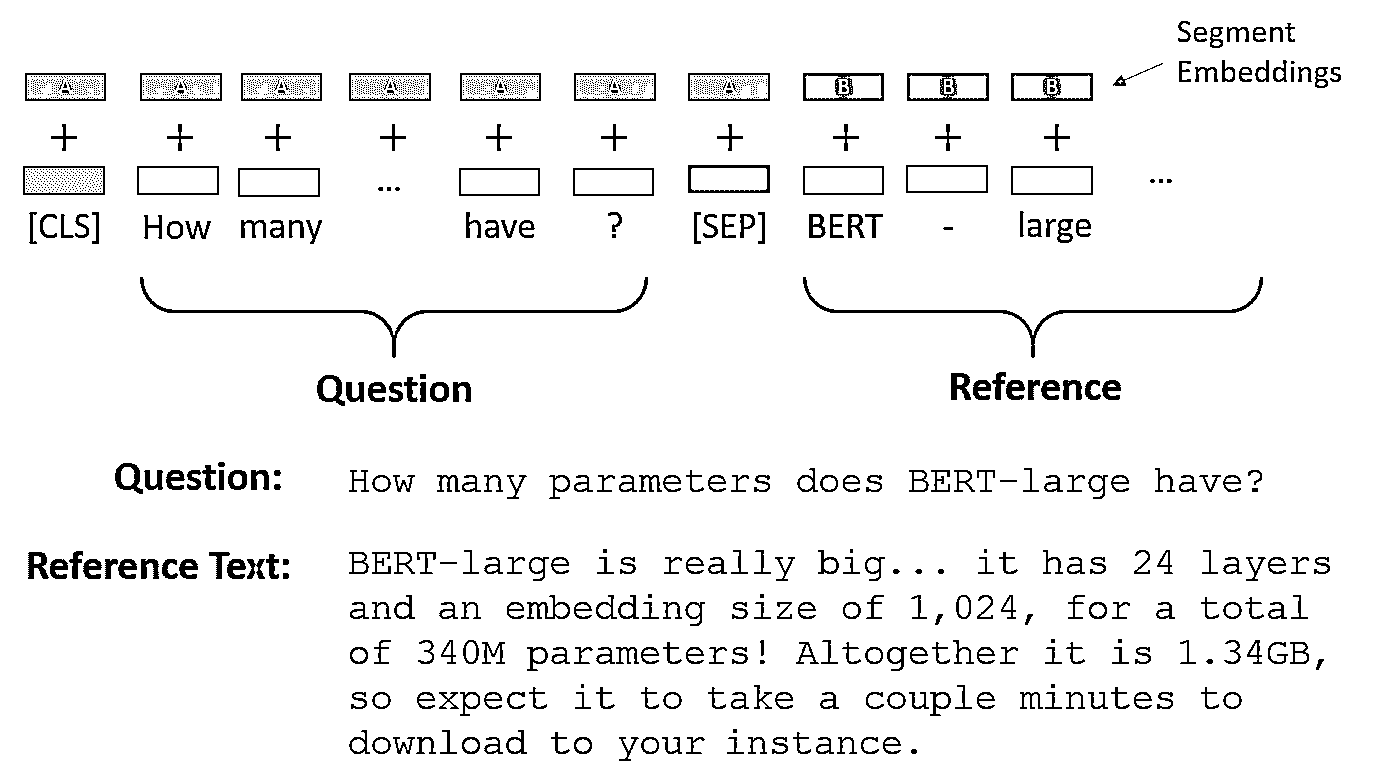 Segment
Embeddings
A A A A A A A B B B
+ + + + + + + + + +
... ...
[CLS] How many have ? [SEP] BERT - large
Question Reference
Question: How many parameters does BERT-large have?
Reference Text: BERT-large is really big... it has 24 layers
and an embedding size of 1,024, for a total
of 340M parameters! Altogether it is 1.34GB,
so expect it to take a couple minutes to
download to your instance.